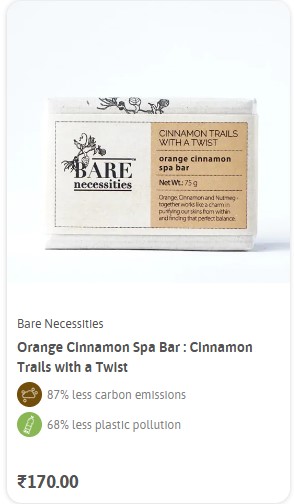 BARE
necessities
CINNAMON TRAILS
WITH A TWIST
orange cinnamon
spa bar
Net Wt.: 75 g
Orange, Cinnamon and Nutmeg -
together works like a charm in
purifying our skins from within
and finding that perfect balance.
Bare Necessities
Orange Cinnamon Spa Bar : Cinnamon
Trails with a Twist
87% less carbon emissions
68% less plastic pollution
₹170.00